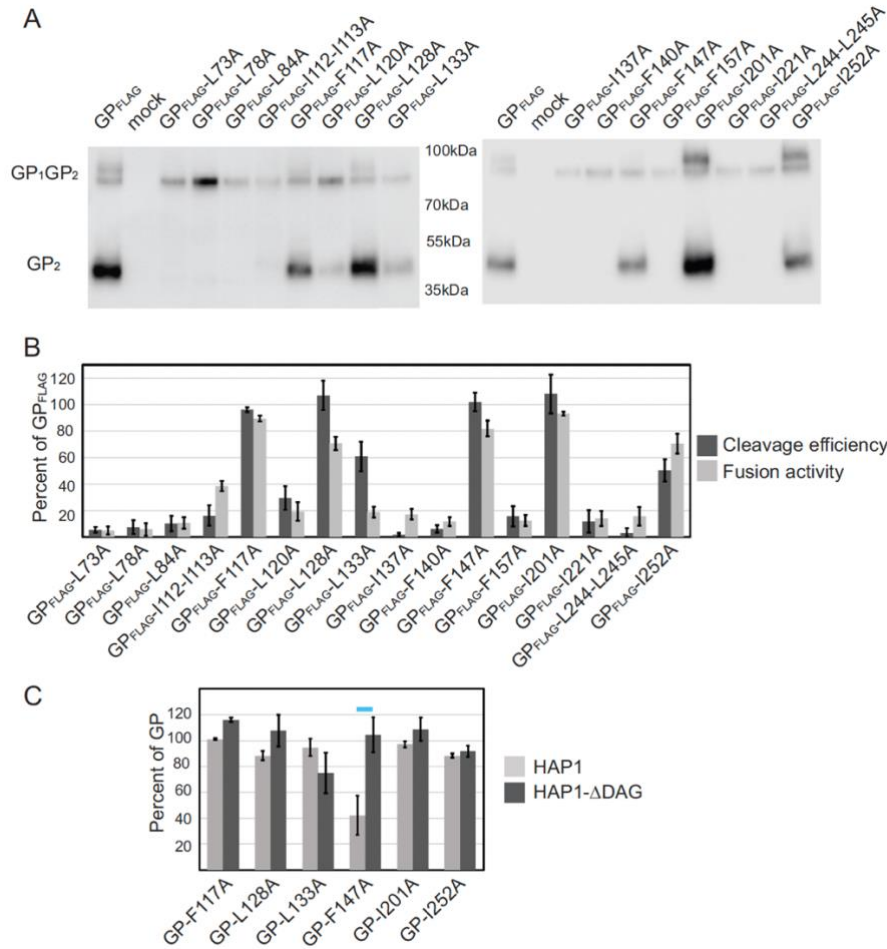 A
GPFLAG
mock
GPFLAG-L73A
GPFLAG-L78A
GPFLAG-L84A
GPFLAG-I112-I113A
GPFLAG-F117A
GPFLAG-L120A
GPFLAG-L128A
GPFLAG-L133A
GPFLAG
mock
GPFLAG-I137A
GPFLAG-F140A
GPFLAG-F147A
GPFLAG-F157A
GPFLAG-I201A
GPFLAG-I221A
GPFLAG-L244-L245A
GPFLAG-I252A
GP₁GP₂
GP₂
100kDa
70kDa
55kDa
35kDa
B
Percent of GPFLAG
120
100
80
60
40
20
Cleavage efficiency
Fusion activity
GPFLAG-L73A
GPFLAG-L78A
GPFLAG-L84A
GPFLAG-I112-I113A
GPFLAG-F117A
GPFLAG-L120A
GPFLAG-L128A
GPFLAG-L133A
GPFLAG-I137A
GPFLAG-F140A
GPFLAG-F147A
GPFLAG-F157A
GPFLAG-I201A
GPFLAG-I221A
GPFLAG-L244-L245A
GPFLAG-I252A
C
Percent of GP
120
100
80
60
40
20
HAP1
HAP1-ΔDAG
GP-F117A
GP-L128A
GP-L133A
GP-F147A
GP-I201A
GP-I252A